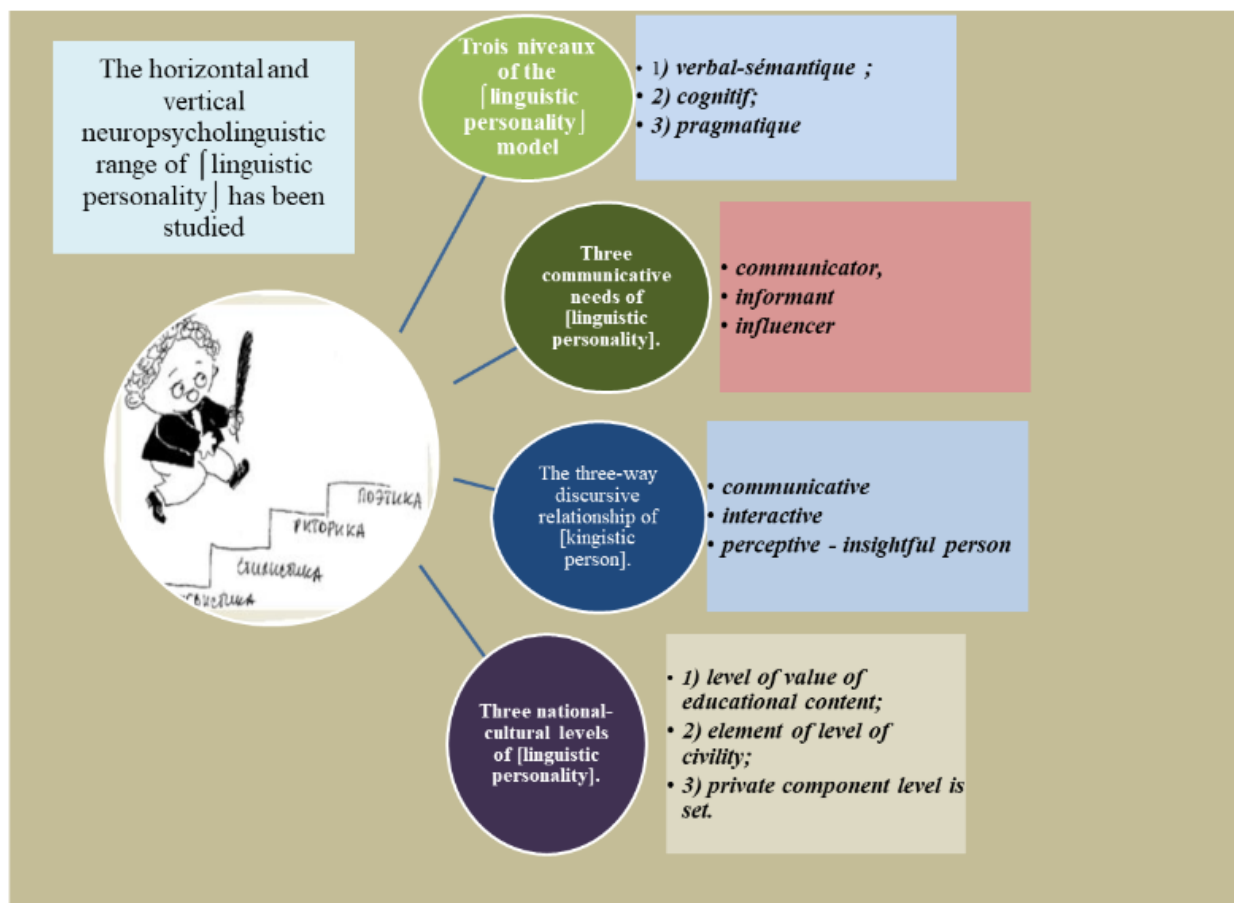 The horizontal and
vertical
neuropsycholinguistic
range of ⌠linguistic
personality⌡ has been
studied
Trois niveaux
of the
⌠linguistic
personality⌡
model
• 1) verbal-sémantique ;
• 2) cognitif;
• 3) pragmatique
Three
communicative
needs of
[linguistic
personality].
• communicator,
• informant
• influencer
The three-way
discursive
relationship of
[kingistic
person].
• communicative
• interactive
• perceptive - insightful person
Three national-
cultural levels
of [linguistic
personality].
• 1) level of value of
educational content;
• 2) element of level of
civility;
• 3) private component level is
set.
ПОЭТИКА
РИТОРИКА
СТИЛИСТИКА